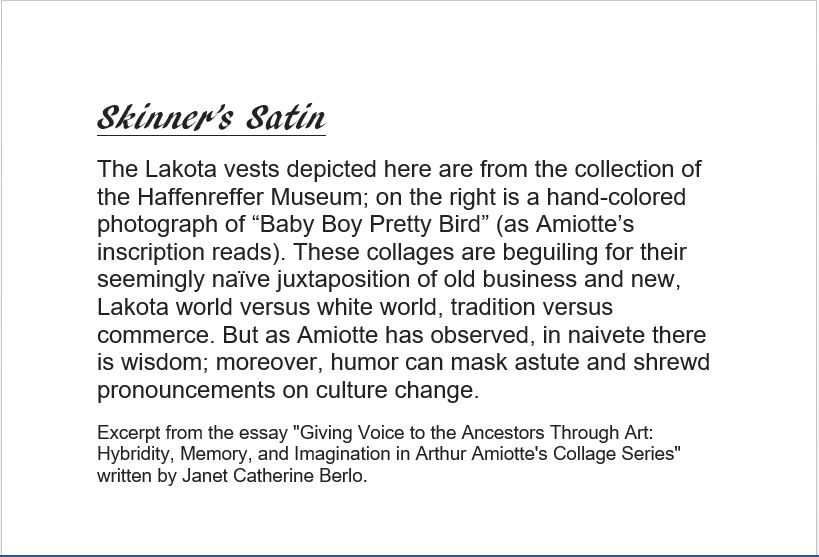 Skinner’s Satin
The Lakota vests depicted here are from the collection of
the Haffenreffer Museum; on the right is a hand-colored
photograph of “Baby Boy Pretty Bird” (as Amiotte’s
inscription reads). These collages are beguiling for their
seemingly naïve juxtaposition of old business and new,
Lakota world versus white world, tradition versus
commerce. But as Amiotte has observed, in naivete there
is wisdom; moreover, humor can mask astute and shrewd
pronouncements on culture change.
Excerpt from the essay "Giving Voice to the Ancestors Through Art:
Hybridity, Memory, and Imagination in Arthur Amiotte's Collage Series"
written by Janet Catherine Berlo.